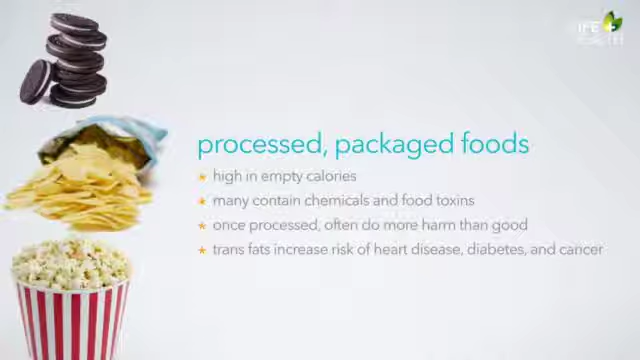 processed, packaged foods
★ high in empty calories
★ many contain chemicals and food toxins
★ once processed, often do more harm than good
★ trans fats increase risk of heart disease, diabetes, and cancer